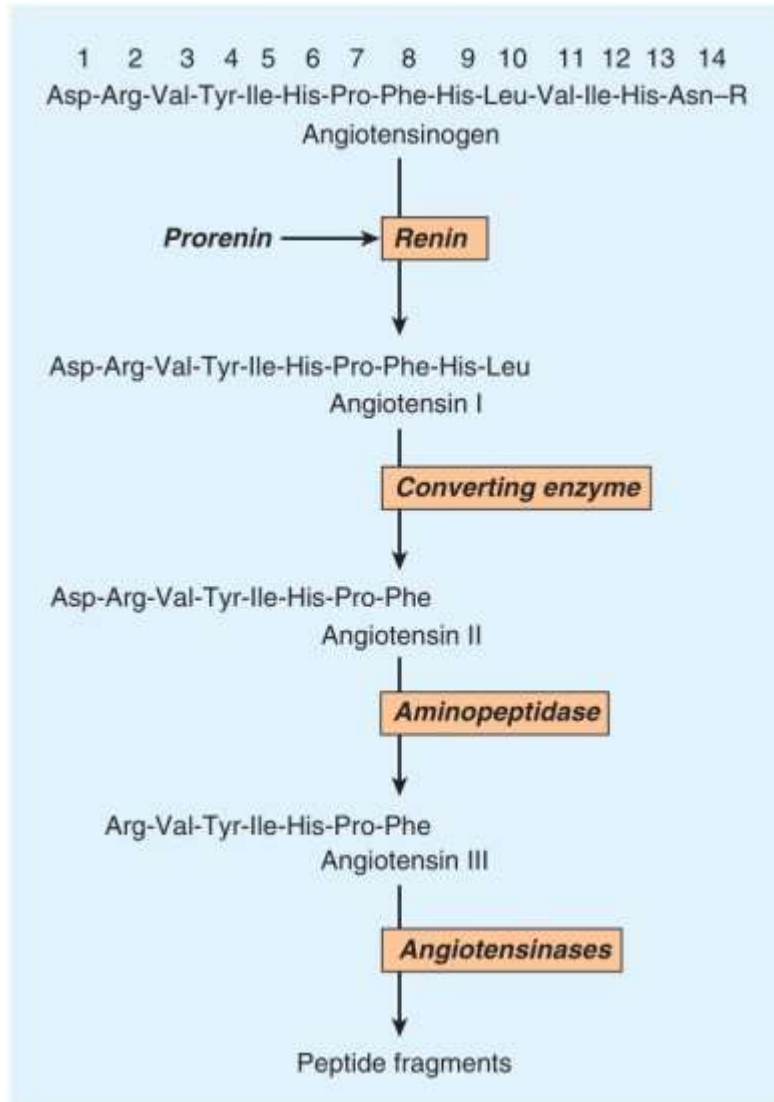 1 2 3 4 5 6 7 8 9 10 11 12 13 14
Asp-Arg-Val-Tyr-Ile-His-Pro-Phe-His-Leu-Val-Ile-His-Asn–R
Angiotensinogen
Prorenin Renin
Asp-Arg-Val-Tyr-Ile-His-Pro-Phe-His-Leu
Angiotensin I
Converting enzyme
Asp-Arg-Val-Tyr-Ile-His-Pro-Phe
Angiotensin II
Aminopeptidase
Arg-Val-Tyr-Ile-His-Pro-Phe
Angiotensin III
Angiotensinases
Peptide fragments